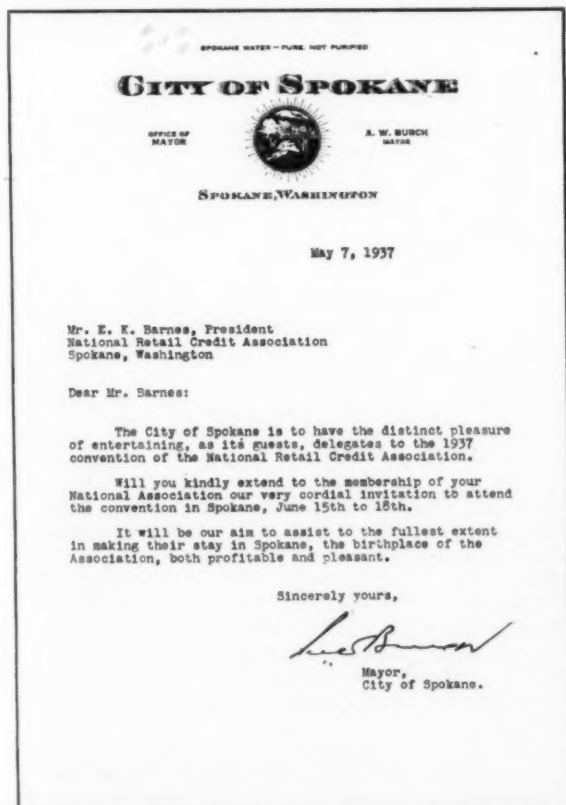 SPOKANE WATER — PURE, NOT PURIFIED
CITY OF SPOKANE
OFFICE OF
MAYOR
A. W. BURCH
MAYOR
SPOKANE, WASHINGTON
May 7, 1937
Mr. E. K. Barnes, President
National Retail Credit Association
Spokane, Washington
Dear Mr. Barnes:
The City of Spokane is to have the distinct pleasure
of entertaining, as its guests, delegates to the 1937
convention of the National Retail Credit Association.
Will you kindly extend to the membership of your
National Association our very cordial invitation to attend
the convention in Spokane, June 15th to 18th.
It will be our aim to assist to the fullest extent
in making their stay in Spokane, the birthplace of the
Association, both profitable and pleasant.
Sincerely yours,
Mayor,
City of Spokane.